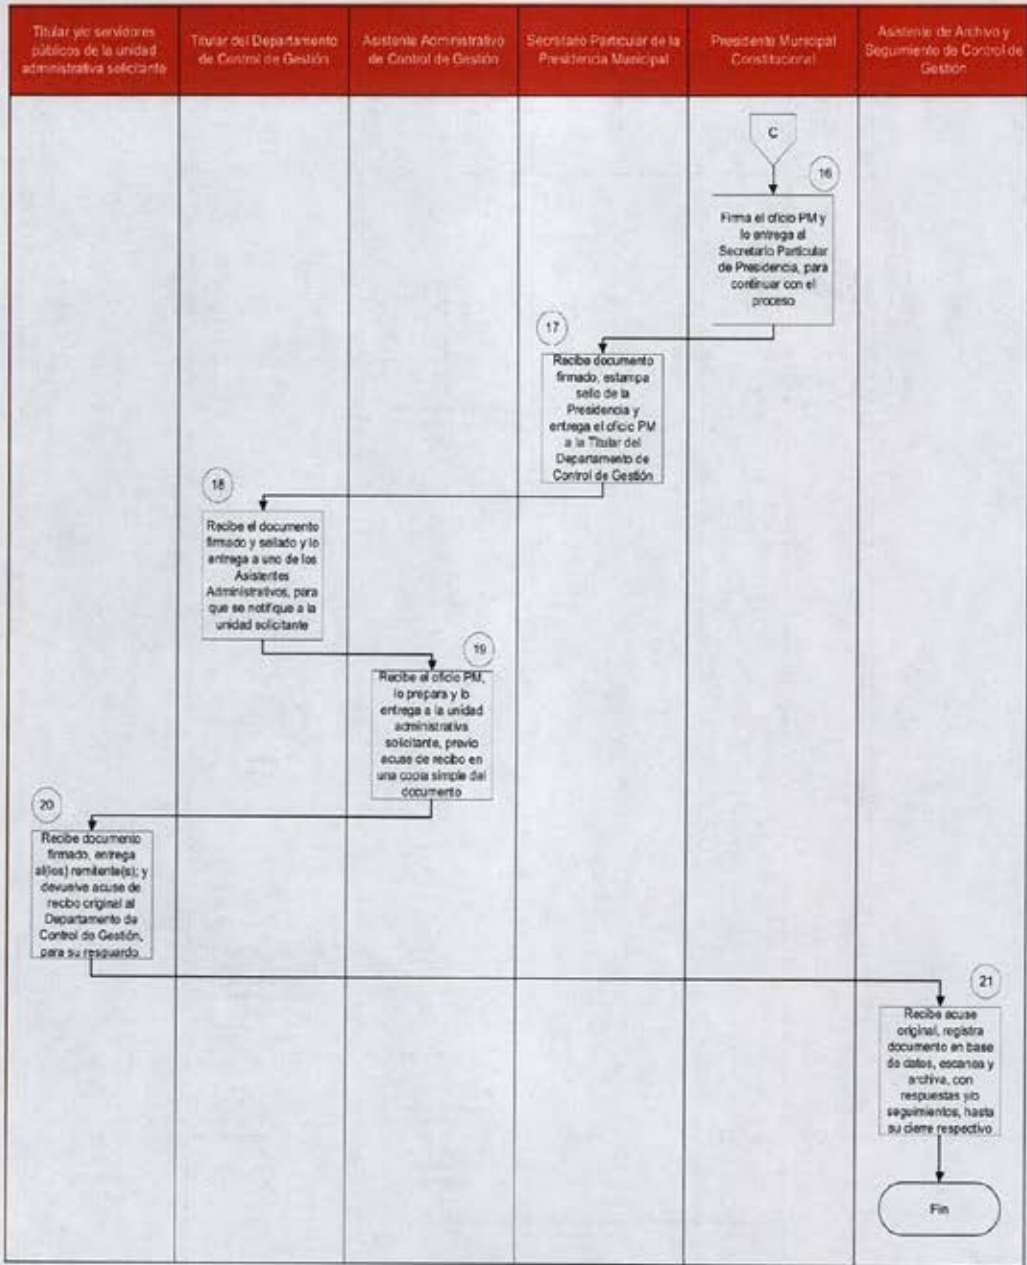 Titular y/o servidores
públicos de la unidad
administrativa solicitante
Titular del Departamento
de Control de Gestión
Asistente Administrativo
de Control de Gestión
Secretario Particular de la
Presidencia Municipal
Presidente Municipal
Constitucional
Asistente de Archivo y
Seguimiento de Control de
Gestión
C
16
Firma el oficio PM y
lo entrega al
Secretario Particular
de Presidencia, para
continuar con el
proceso
17
Recibe documento
firmado, estampa
sello de la
Presidencia y
entrega el oficio PM
a la Titular del
Departamento de
Control de Gestión
18
Recibe el documento
firmado y sellado y lo
entrega a uno de los
Asistentes
Administrativos, para
que se notifique a la
unidad solicitante
19
Recibe el oficio PM,
lo prepara y lo
entrega a la unidad
administrativa
solicitante, previo
acuse de recibo en
una copia simple del
documento
20
Recibe documento
firmado, entrega
al(los) remitente(s); y
devuelve acuse de
recibo original al
Departamento de
Control de Gestión,
para su resguardo
21
Recibe acuse
original, registra
documento en base
de datos, escanea y
archiva, con
respuestas y/o
seguimientos, hasta
su cierre respectivo
Fin